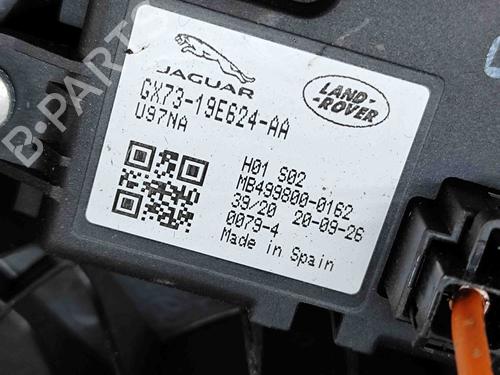 B-PARTS
JAGUAR
LAND-
ROVER
GX73-19E624-AA
U97NA
H01 S02
MB499800-0162
39/20 20-09-26
0079-4
Made in Spain